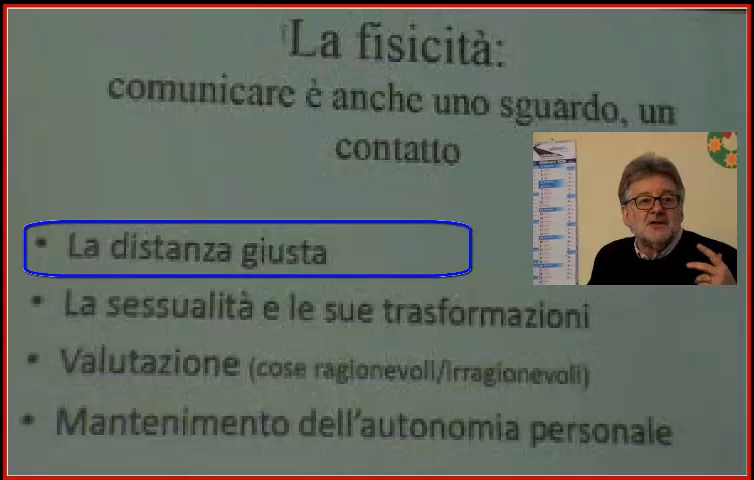 La fisicità:
comunicare è anche uno sguardo, un
contatto
• La distanza giusta
• La sessualità e le sue trasformazioni
• Valutazione (cose ragionevoli/irragionevoli)
• Mantenimento dell'autonomia personale